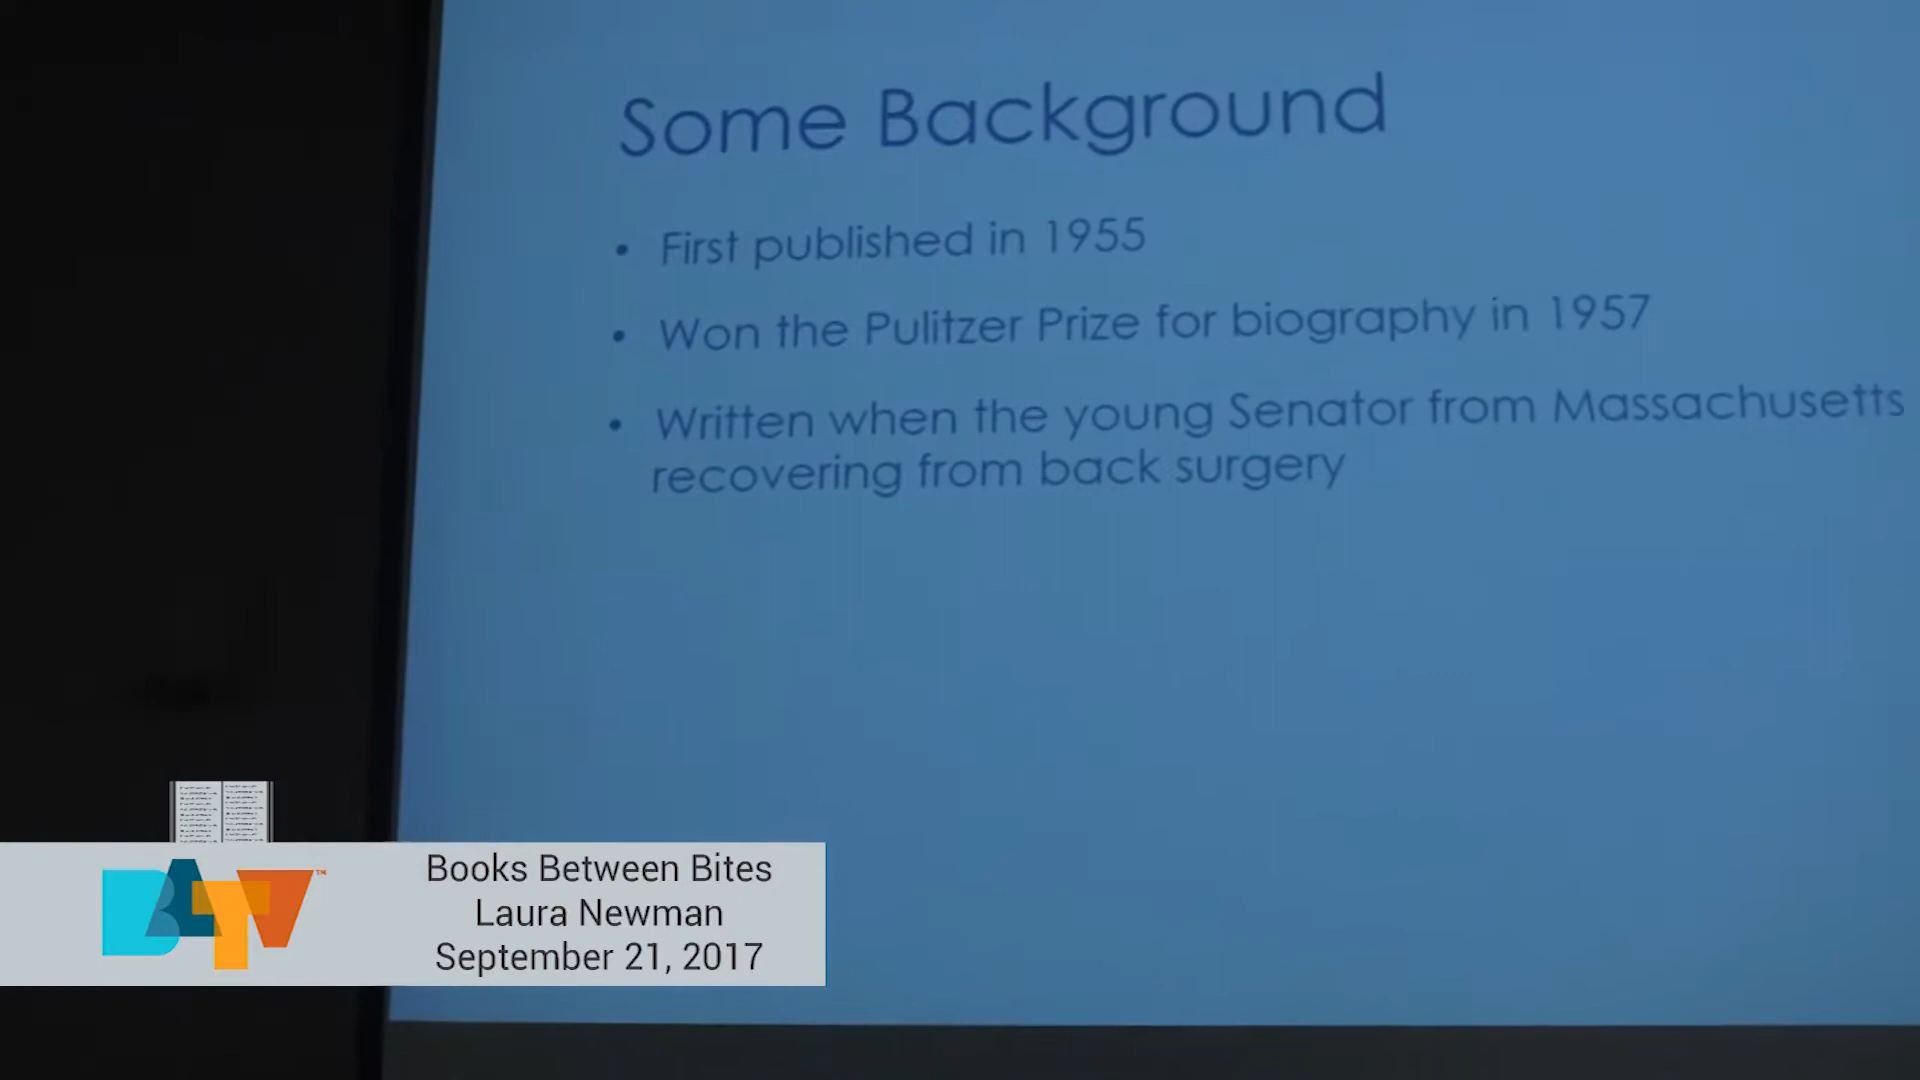 Some Background
• First published in 1955
• Won the Pulitzer Prize for biography in 1957
• Written when the young Senator from Massachusetts
recovering from back surgery
BATV™
Books Between Bites
Laura Newman
September 21, 2017